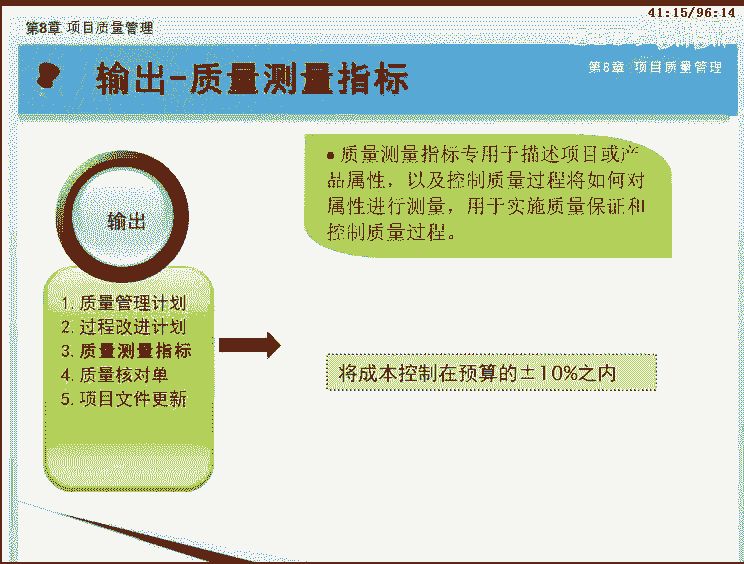 41:15/96:14
第8章 项目质量管理
输出-质量测量指标
第8章 项目质量管理
●质量测量指标专用于描述项目或产
品属性，以及控制质量过程将如何对
属性进行测量，用于实施质量保证和
控制质量过程。
输出
1. 质量管理计划
2. 过程改进计划
3. 质量测量指标
4. 质量核对单
5. 项目文件更新
将成本控制在预算的±10%之内